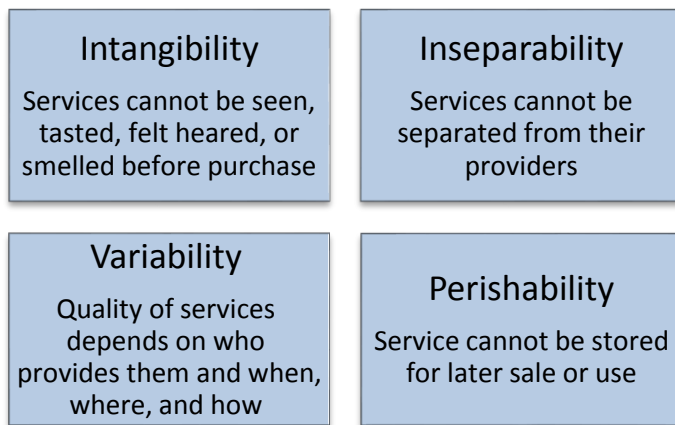 Intangibility
Services cannot be seen,
tasted, felt heared, or
smelled before purchase
Inseparability
Services cannot be
separated from their
providers
Variability
Quality of services
depends on who
provides them and when,
where, and how
Perishability
Service cannot be stored
for later sale or use